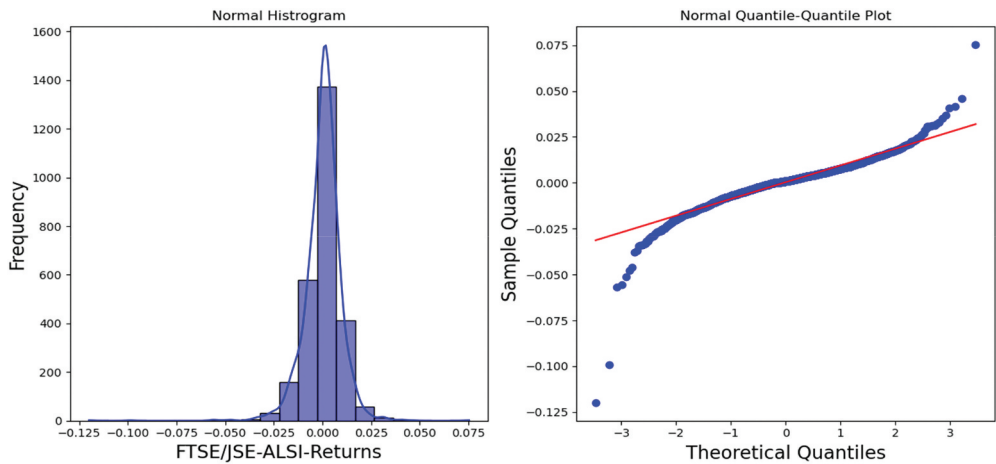 Normal Histrogram
Frequency
1600
1400
1200
1000
800
600
400
200
0
−0.125 −0.100 −0.075 −0.050 −0.025 0.000 0.025 0.050 0.075
FTSE/JSE-ALSI-Returns
Normal Quantile-Quantile Plot
Sample Quantiles
0.075
0.050
0.025
0.000
−0.025
−0.050
−0.075
−0.100
−0.125
−3 −2 −1 0 1 2 3
Theoretical Quantiles